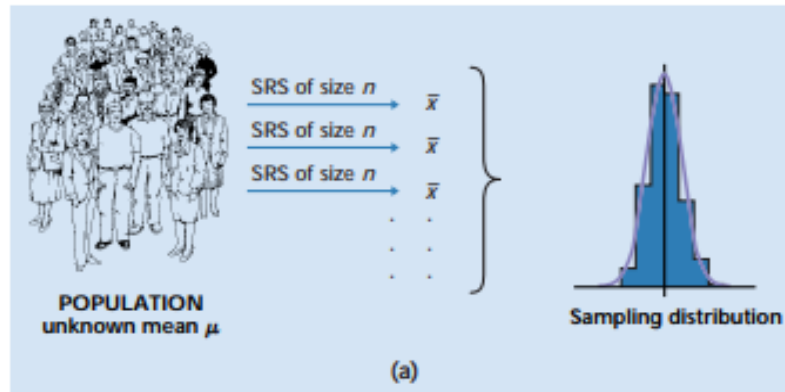 SRS of size n
x̄
SRS of size n
x̄
SRS of size n
x̄
POPULATION
unknown mean μ
Sampling distribution
(a)